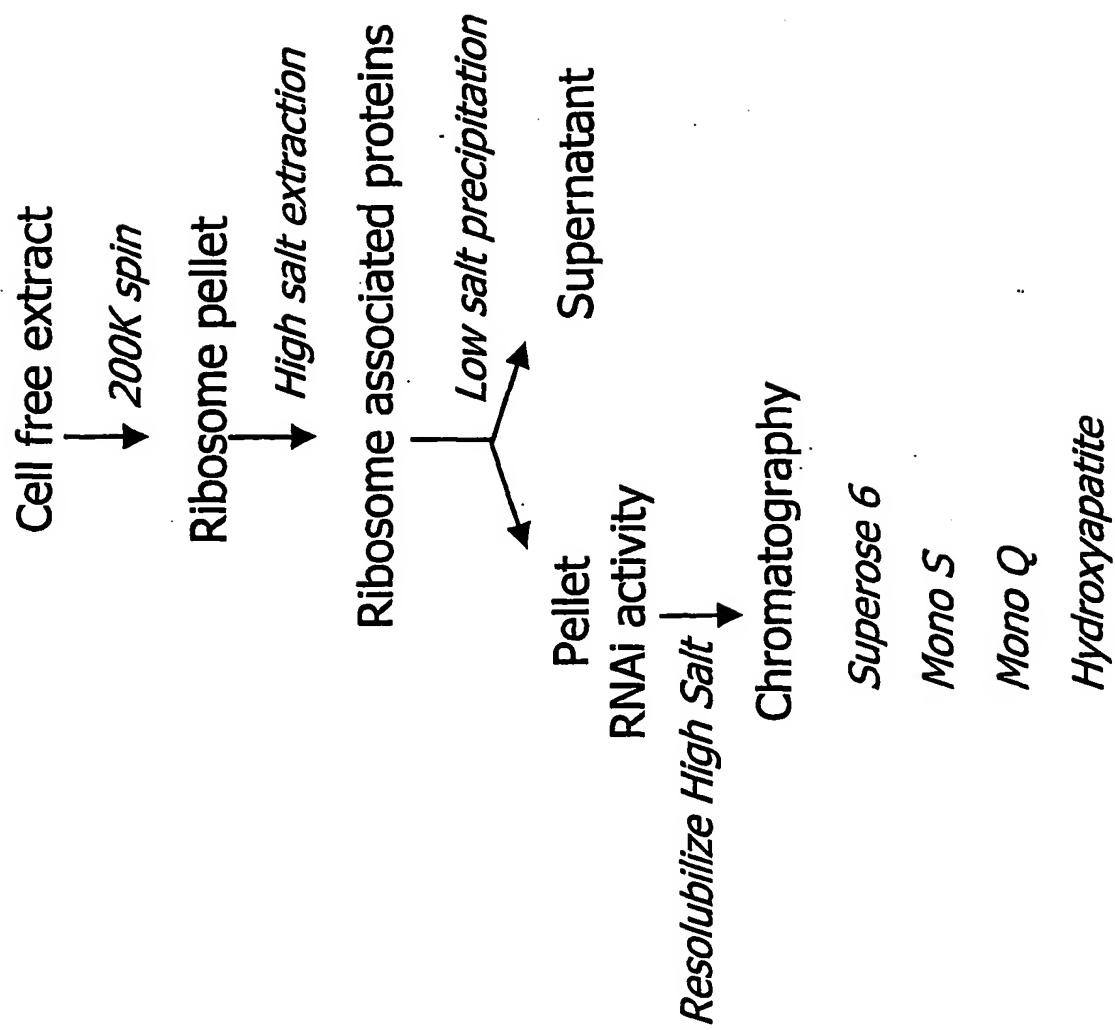 Cell free extract
200K spin
Ribosome pellet
High salt extraction
Ribosome associated proteins
Low salt precipitation
Pellet
RNAi activity
Supernatant
Resolubilize High Salt
Chromatography
Superose 6
Mono S
Mono Q
Hydroxyapatite